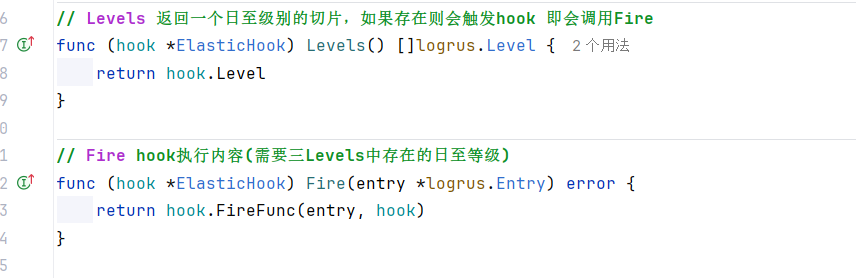 6 // Levels 返回一个日至级别的切片，如果存在则会触发hook 即会调用Fire
7 func (hook *ElasticHook) Levels() []logrus.Level { 2 个用法
8 return hook.Level
9 }
0
1 // Fire hook执行内容(需要三Levels中存在的日至等级)
2 func (hook *ElasticHook) Fire(entry *logrus.Entry) error {
3 return hook.FireFunc(entry, hook)
4 }
5